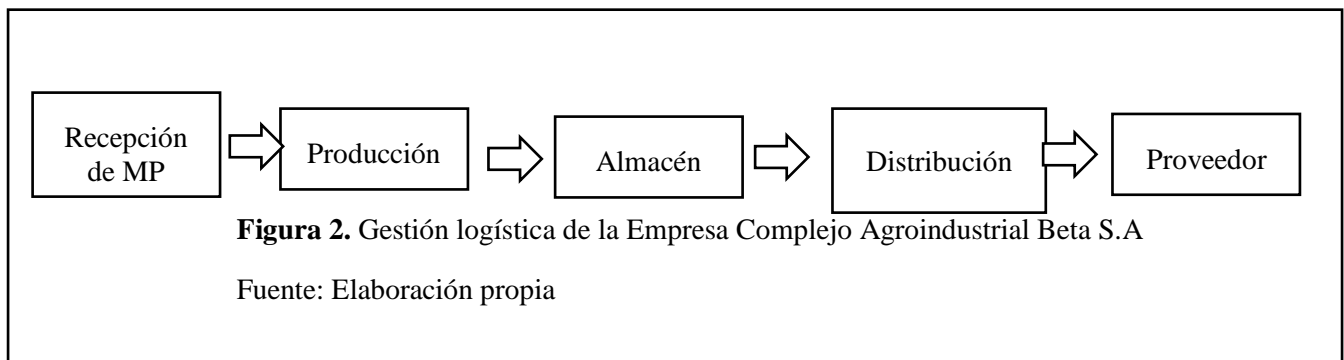 Recepción
de MP
Producción
Almacén
Distribución
Proveedor
Figura 2. Gestión logística de la Empresa Complejo Agroindustrial Beta S.A
Fuente: Elaboración propia